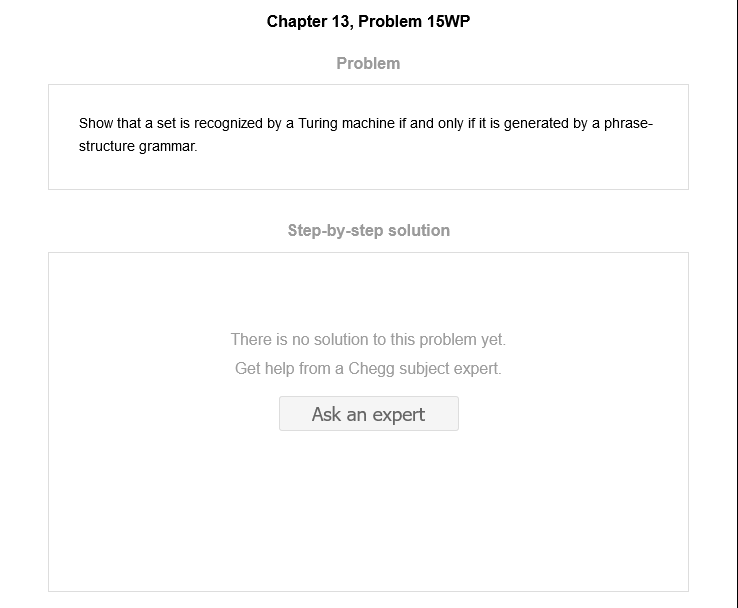 Chapter 13, Problem 15WP
Problem
Show that a set is recognized by a Turing machine if and only if it is generated by a phrase-
structure grammar.
Step-by-step solution
There is no solution to this problem yet.
Get help from a Chegg subject expert.
Ask an expert